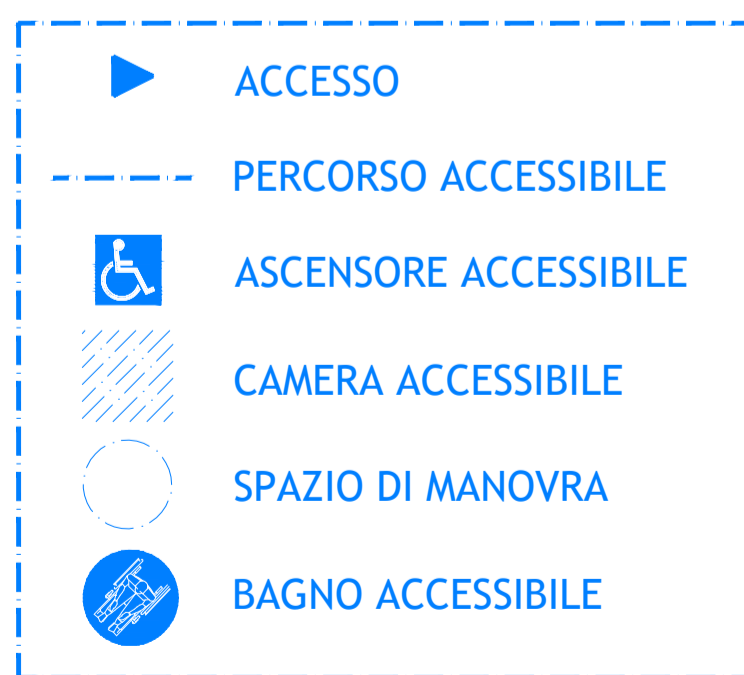 ACCESSO
PERCORSO ACCESSIBILE
ASCENSORE ACCESSIBILE
CAMERA ACCESSIBILE
SPAZIO DI MANOVRA
BAGNO ACCESSIBILE